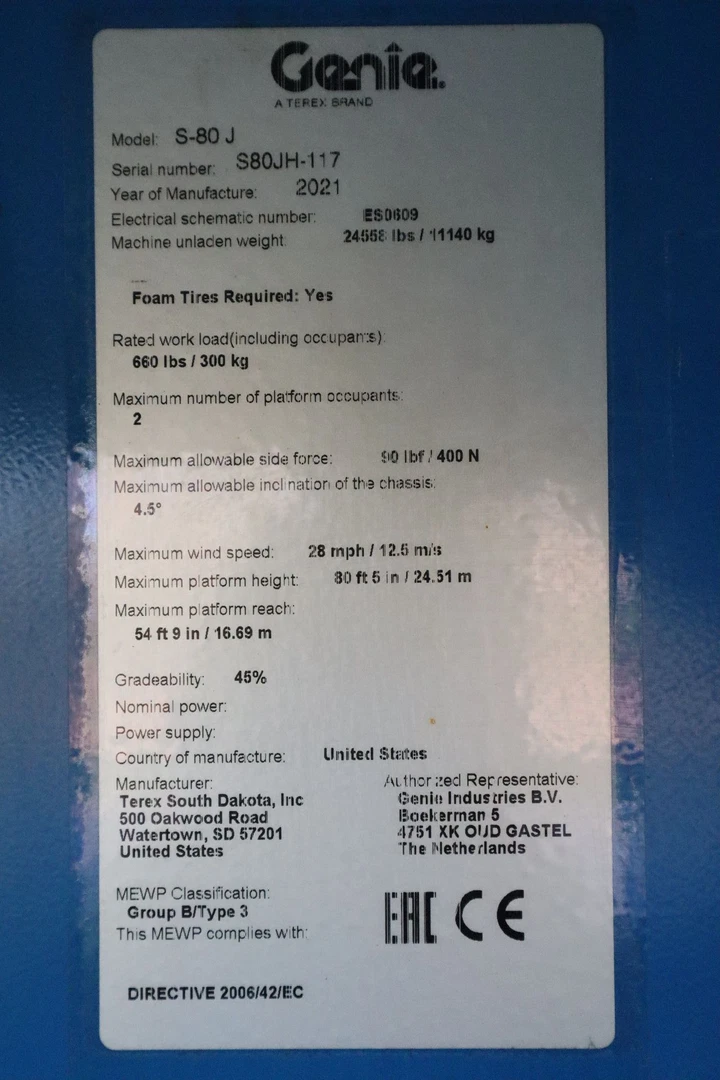 Genie.
A TEREX BRAND
Model: S-80 J
Serial number: S80JH-117
Year of Manufacture: 2021
Electrical schematic number: ES0609
Machine unladen weight: 24558 lbs / 11140 kg
Foam Tires Required: Yes
Rated work load(including occupants):
660 lbs / 300 kg
Maximum number of platform occupants:
2
Maximum allowable side force: 90 lbf / 400 N
Maximum allowable inclination of the chassis:
4.5°
Maximum wind speed: 28 mph / 12.5 m/s
Maximum platform height: 80 ft 5 in / 24.51 m
Maximum platform reach:
54 ft 9 in / 16.69 m
Gradeability: 45%
Nominal power:
Power supply:
Country of manufacture: United States
Manufacturer:
Terex South Dakota, Inc
500 Oakwood Road
Watertown, SD 57201
United States
Authorized Representative:
Genie Industries B.V.
Boekerman 5
4751 XK OUD GASTEL
The Netherlands
MEWP Classification:
Group B/Type 3
This MEWP complies with:
EAC CE
DIRECTIVE 2006/42/EC